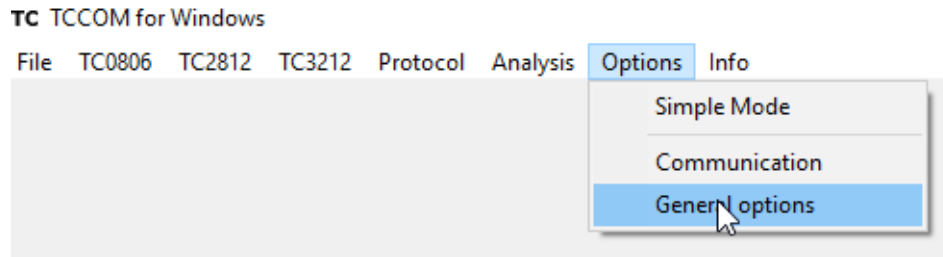 TC TCCOM for Windows
File TC0806 TC2812 TC3212 Protocol Analysis Options Info
Simple Mode
Communication
General options